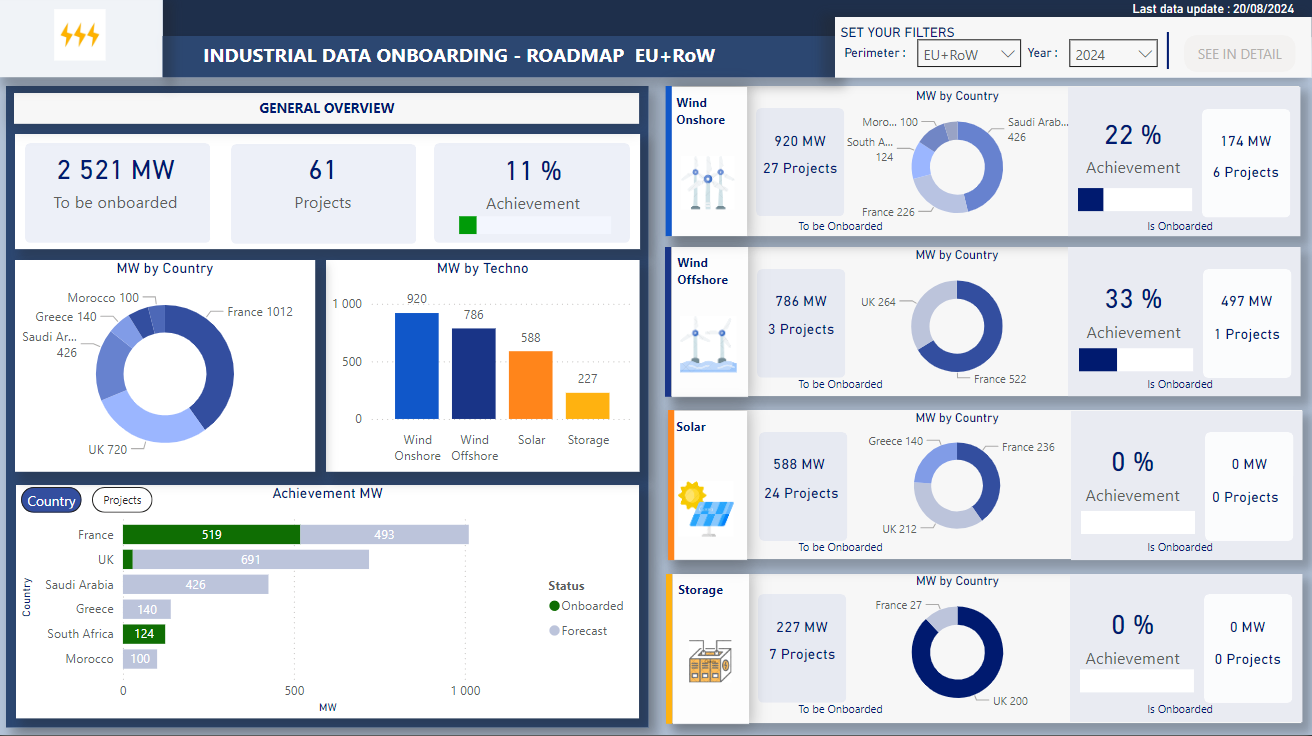 Last data update : 20/08/2024
INDUSTRIAL DATA ONBOARDING - ROADMAP EU+RoW
SET YOUR FILTERS
Perimeter : EU+RoW Year : 2024
SEE IN DETAIL
GENERAL OVERVIEW
2 521 MW
To be onboarded
61
Projects
11 %
Achievement
MW by Country
Morocco 100
Greece 140
Saudi Ar...
426
France 1012
UK 720
MW by Techno
1 000
500
0
920
786
588
227
Wind Onshore
Wind Offshore
Solar
Storage
Country
Projects
Achievement MW
Country
France 519 493
UK 691
Saudi Arabia 426
Greece 140
South Africa 124
Morocco 100
0 500 1 000
MW
Status
Onboarded
Forecast
Wind
Onshore
920 MW
27 Projects
To be Onboarded
MW by Country
Moro... 100
South A...
124
Saudi Arab...
426
France 226
22 %
Achievement
174 MW
6 Projects
Is Onboarded
Wind
Offshore
786 MW
3 Projects
To be Onboarded
MW by Country
UK 264
France 522
33 %
Achievement
497 MW
1 Projects
Is Onboarded
Solar
588 MW
24 Projects
To be Onboarded
MW by Country
Greece 140
France 236
UK 212
0 %
Achievement
0 MW
0 Projects
Is Onboarded
Storage
227 MW
7 Projects
To be Onboarded
MW by Country
France 27
UK 200
0 %
Achievement
0 MW
0 Projects
Is Onboarded